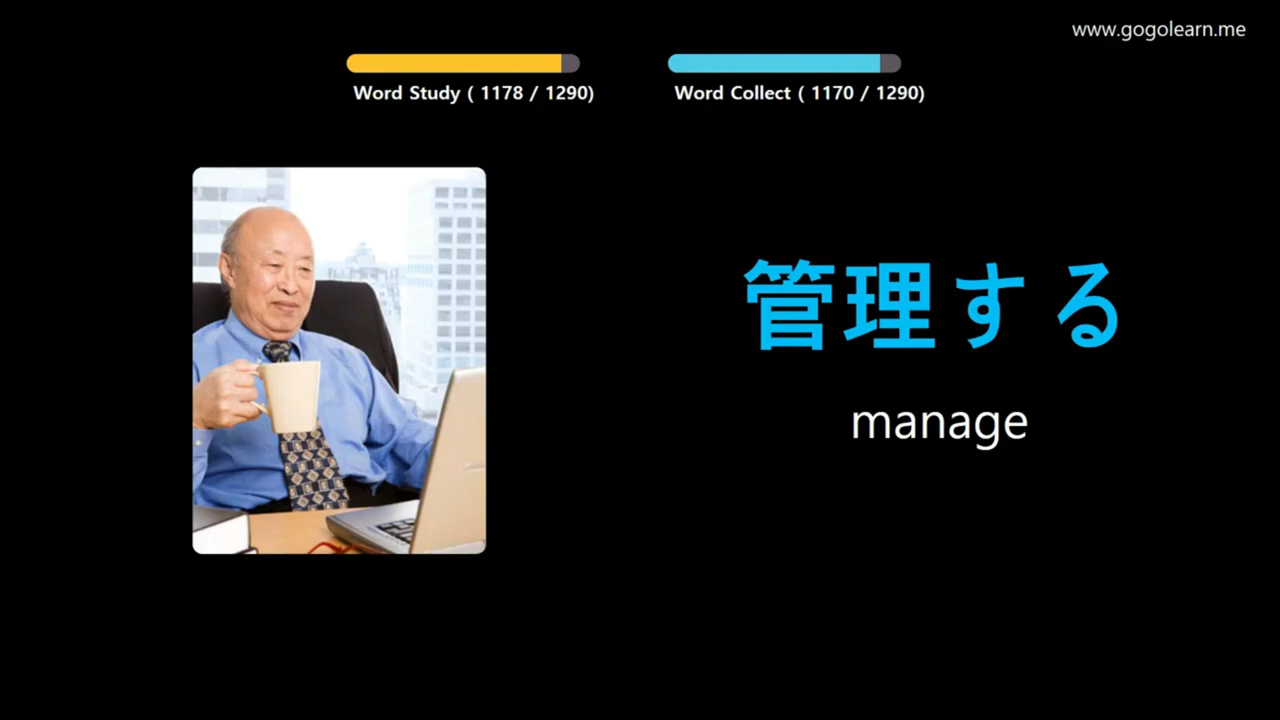 www.gogolearn.me
Word Study ( 1178 / 1290)
Word Collect ( 1170 / 1290)
管理する
manage